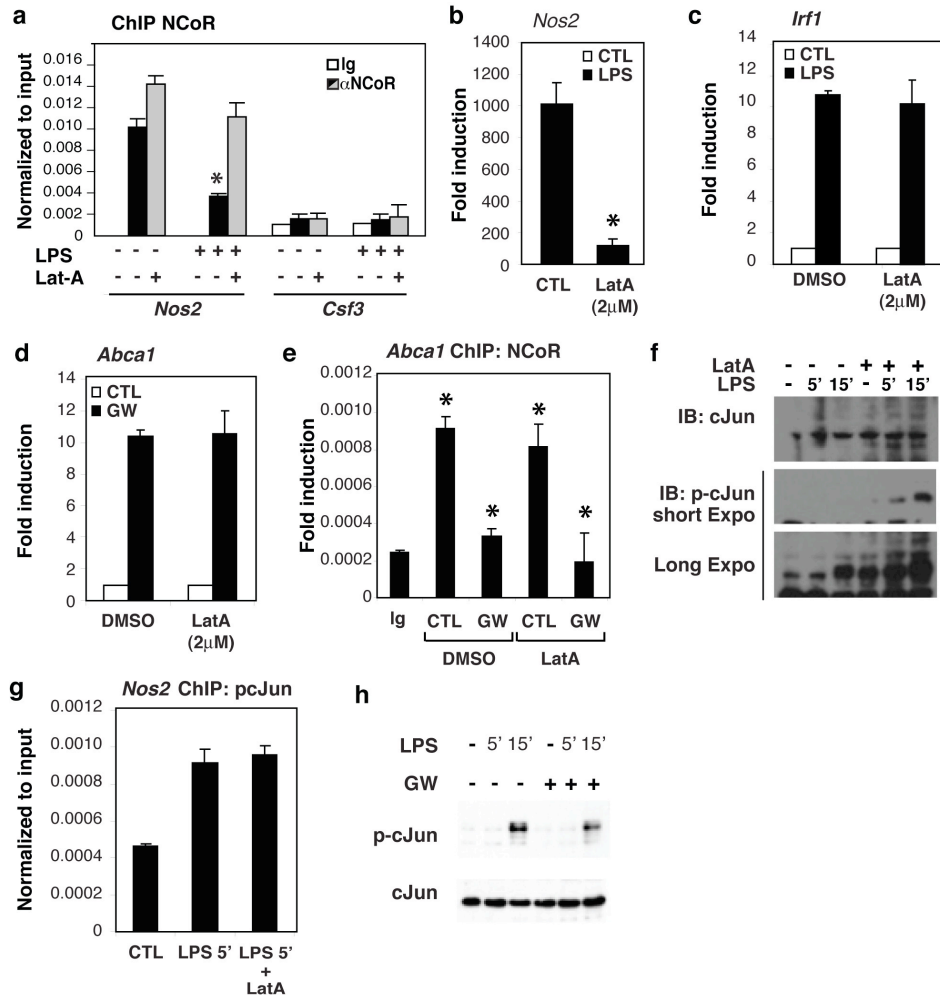 a
ChIP NCoR
Normalized to input
0.016
0.014
0.012
0.010
0.008
0.006
0.004
0.002
0
Ig
αNCoR
*
LPS - - - + + + - - - + + +
Lat-A - - + - - + - - + - - +
Nos2 Csf3
b
Nos2
Fold induction
1400
1200
1000
800
600
400
200
0
CTL
LPS
*
CTL LatA
(2µM)
c
Irf1
Fold induction
14
12
10
8
6
4
2
0
CTL
LPS
DMSO LatA
(2µM)
d
Abca1
Fold induction
14
12
10
8
6
4
2
0
CTL
GW
DMSO LatA
(2µM)
e
Abca1 ChIP: NCoR
Fold induction
0.0012
0.0010
0.0008
0.0006
0.0004
0.0002
0
* * * *
Ig CTL GW CTL GW
DMSO LatA
f
LatA - - - + + +
LPS - 5' 15' - 5' 15'
IB: cJun
IB: p-cJun
short Expo
Long Expo
g
Nos2 ChIP: pcJun
Normalized to input
0.0012
0.0010
0.0008
0.0006
0.0004
0.0002
0
CTL LPS 5' LPS 5'
+
LatA
h
LPS - 5' 15' - 5' 15'
GW - - - + + +
p-cJun
cJun